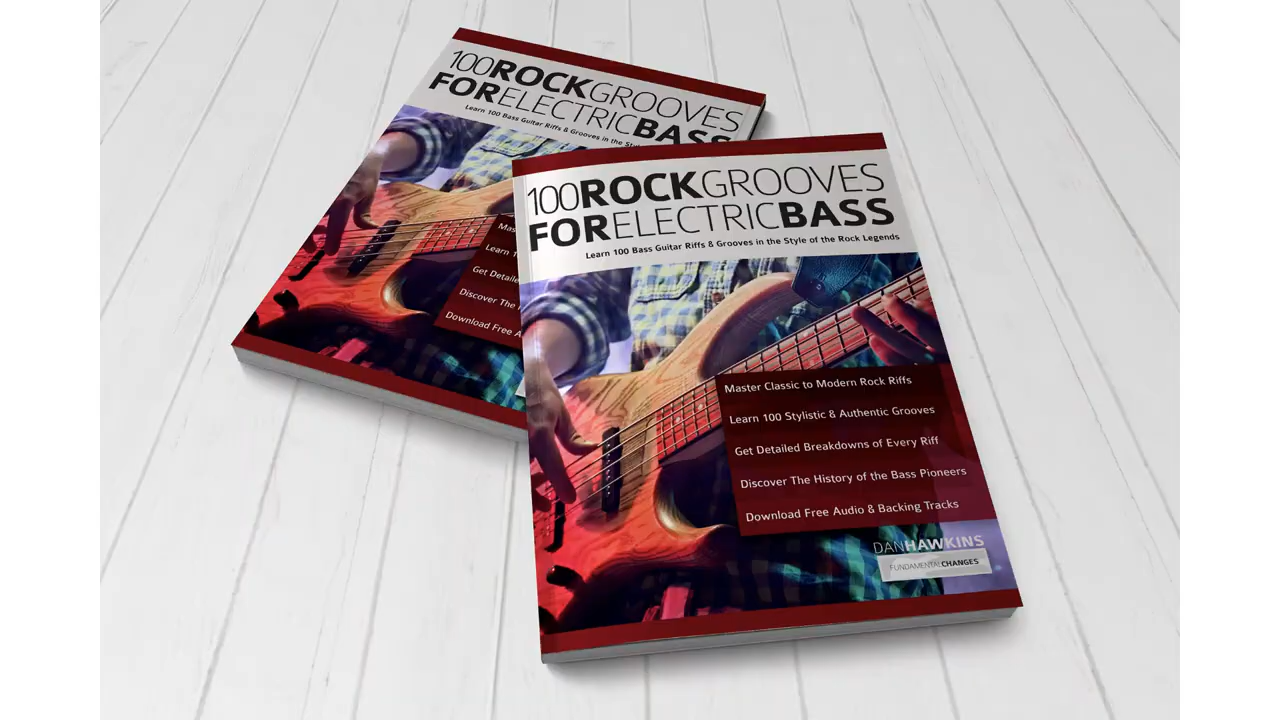 100ROCKGROOVES
FORELECTRICBASS
Learn 100 Bass Guitar Riffs & Grooves in the
Mas
Learn 1
Get Detaile
Discover The
Download Free A
100ROCKGROOVES
FORELECTRICBASS
Learn 100 Bass Guitar Riffs & Grooves in the Style of the Rock Legends
Master Classic to Modern Rock Riffs
Learn 100 Stylistic & Authentic Grooves
Get Detailed Breakdowns of Every Riff
Discover The History of the Bass Pioneers
Download Free Audio & Backing Tracks
DANHAWKINS
FUNDAMENTALCHANGES